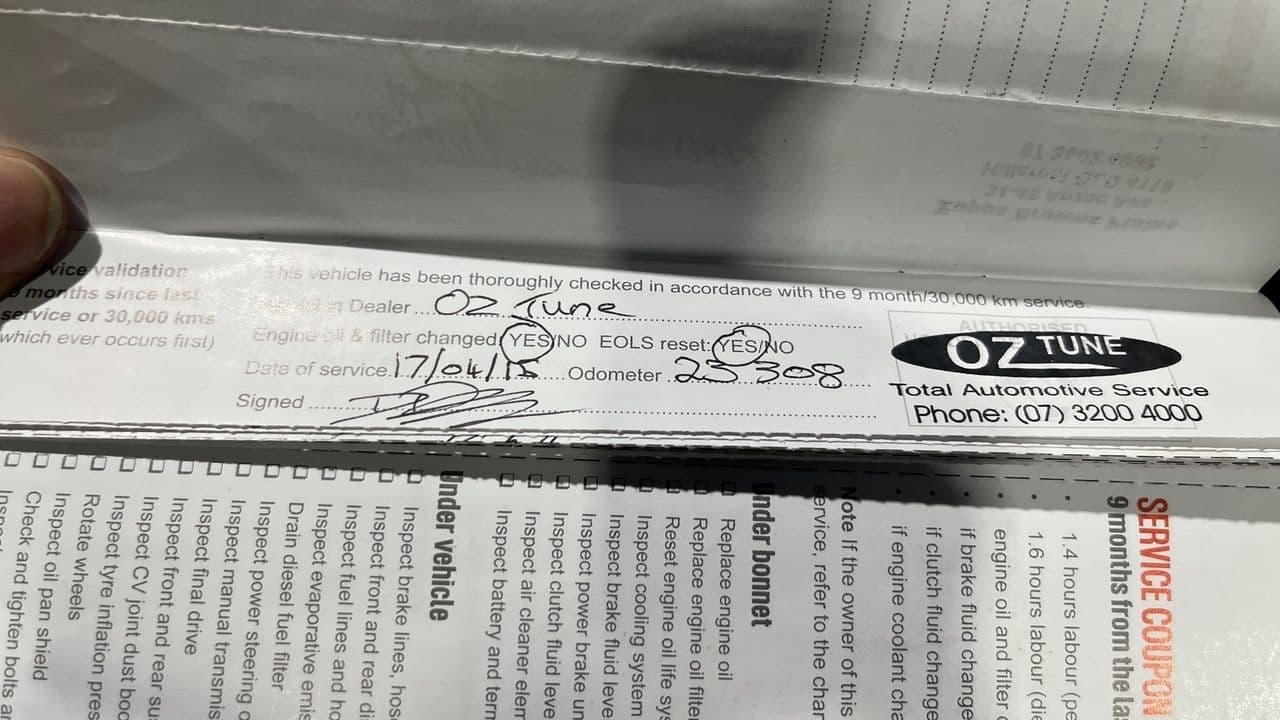 vice validation
months since last
service or 30,000 kms
which ever occurs first)
This vehicle has been thoroughly checked in accordance with the 9 month/30,000 km service.
Dealer OZ Tune
Engine oil & filter changed: YES/NO EOLS reset: YES/NO
Date of service 17/04/15 Odometer 23 308
Signed
AUTHORISED
OZ TUNE
Total Automotive Service
Phone: (07) 3200 4000
SERVICE COUPON
9 months from the la
1.4 hours labour (pe
1.6 hours labour (die
engine oil and filter c
if brake fluid change
if clutch fluid change
if engine coolant cha
Note If the owner of this
service, refer to the char
Under bonnet
Replace engine oil
Replace engine oil filter
Reset engine oil life sys
Inspect cooling system
Inspect brake fluid leve
Inspect power brake un
Inspect clutch fluid leve
Inspect air cleaner elem
Inspect battery and term
Under vehicle
Inspect brake lines, hose
Inspect front and rear di
Inspect fuel lines and ho
Inspect evaporative emis
Drain diesel fuel filter
Inspect power steering c
Inspect manual transmis
Inspect final drive
Inspect front and rear su
Inspect CV joint dust boo
Inspect tyre inflation pres
Rotate wheels
Inspect oil pan shield
Check and tighten bolts an